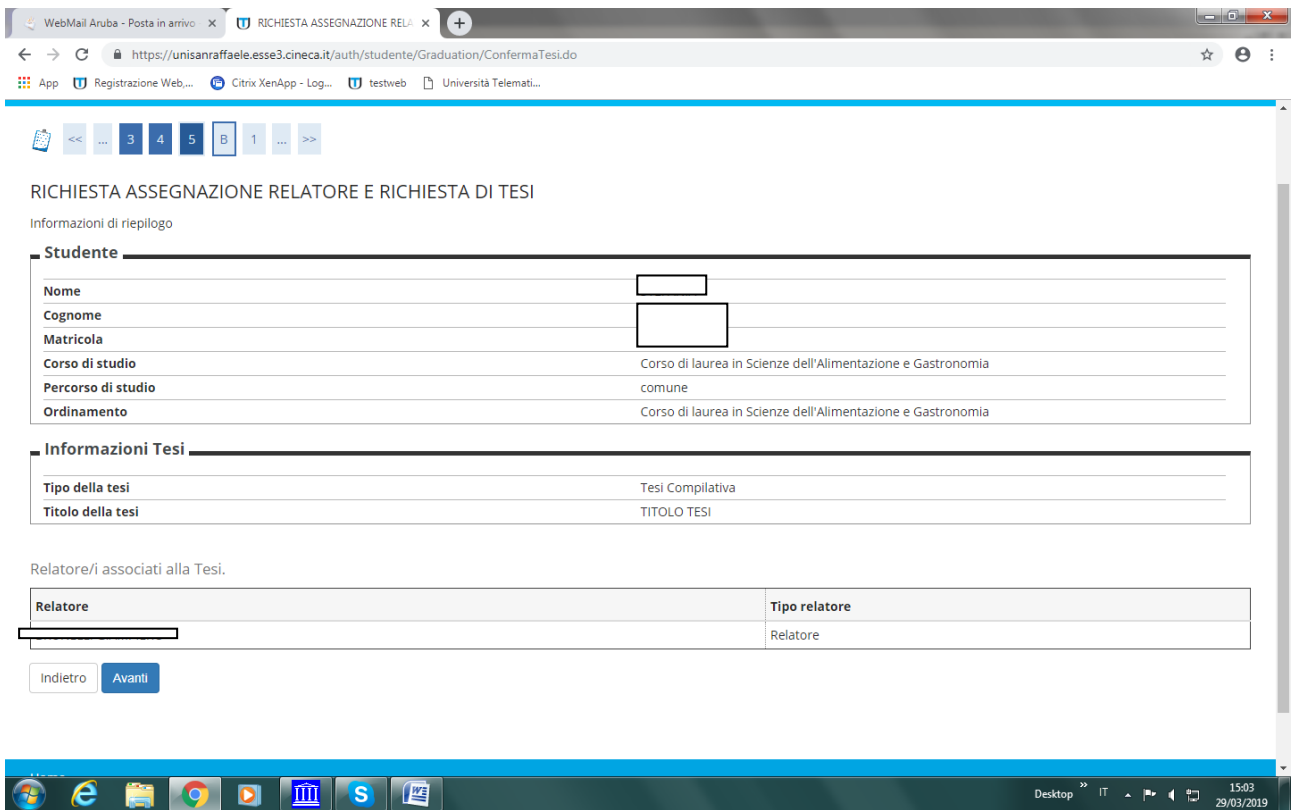 WebMail Aruba - Posta in arrivo
RICHIESTA ASSEGNAZIONE RELA
https://unisanraffaele.esse3.cineca.it/auth/studente/Graduation/ConfermaTesi.do
App Registrazione Web,... Citrix XenApp - Log... testweb Università Telemati...
<< ... 3 4 5 B 1 ... >>
RICHIESTA ASSEGNAZIONE RELATORE E RICHIESTA DI TESI
Informazioni di riepilogo
Studente
Nome
Cognome
Matricola
Corso di studio Corso di laurea in Scienze dell'Alimentazione e Gastronomia
Percorso di studio comune
Ordinamento Corso di laurea in Scienze dell'Alimentazione e Gastronomia
Informazioni Tesi
Tipo della tesi Tesi Compilativa
Titolo della tesi TITOLO TESI
Relatore/i associati alla Tesi.
Relatore Tipo relatore
Relatore
Indietro Avanti
Desktop » IT 15:03
29/03/2019